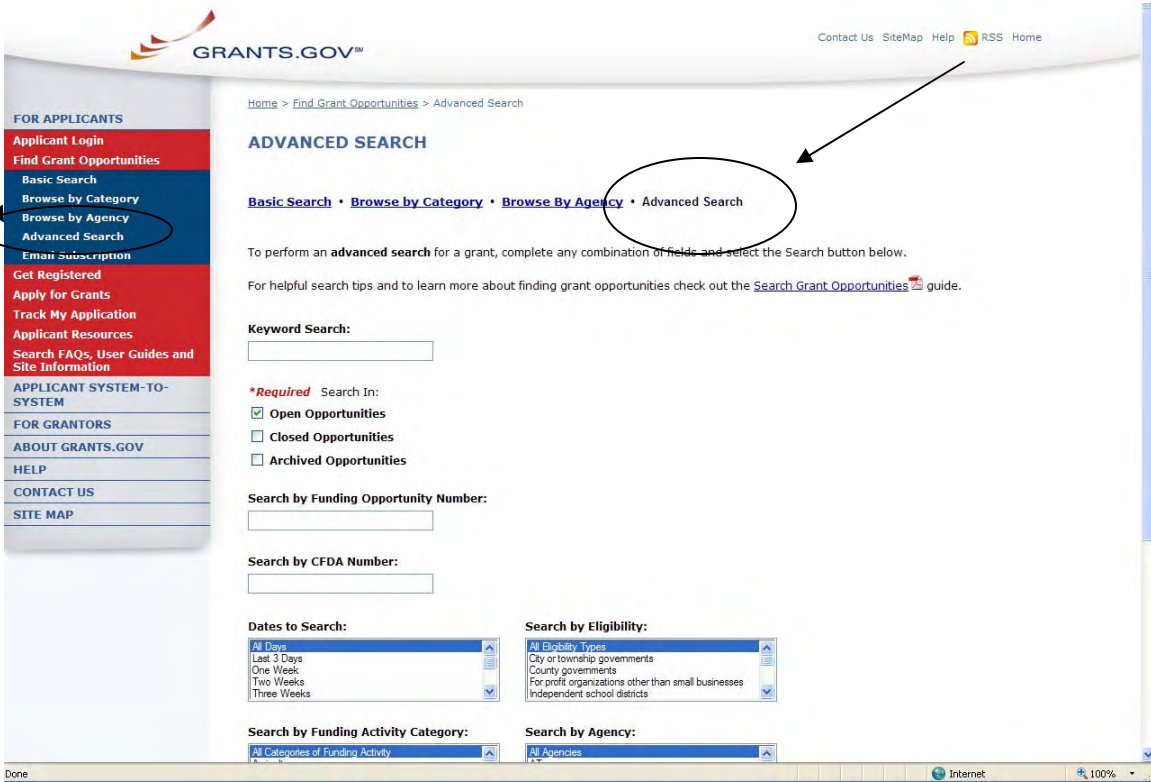 GRANTS.GOV℠
Contact Us SiteMap Help RSS Home
Home > Find Grant Opportunities > Advanced Search
FOR APPLICANTS
Applicant Login
Find Grant Opportunities
Basic Search
Browse by Category
Browse by Agency
Advanced Search
Email Subscription
Get Registered
Apply for Grants
Track My Application
Applicant Resources
Search FAQs, User Guides and
Site Information
APPLICANT SYSTEM-TO-
SYSTEM
FOR GRANTORS
ABOUT GRANTS.GOV
HELP
CONTACT US
SITE MAP
ADVANCED SEARCH
Basic Search • Browse by Category • Browse By Agency • Advanced Search
To perform an advanced search for a grant, complete any combination of fields and select the Search button below.
For helpful search tips and to learn more about finding grant opportunities check out the Search Grant Opportunities guide.
Keyword Search:
*Required Search In:
Open Opportunities
Closed Opportunities
Archived Opportunities
Search by Funding Opportunity Number:
Search by CFDA Number:
Dates to Search:
All Days
Last 3 Days
One Week
Two Weeks
Three Weeks
Search by Eligibility:
All Eligibility Types
City or township governments
County governments
For profit organizations other than small businesses
Independent school districts
Search by Funding Activity Category:
All Categories of Funding Activity
Search by Agency:
All Agencies
Done
Internet
100%